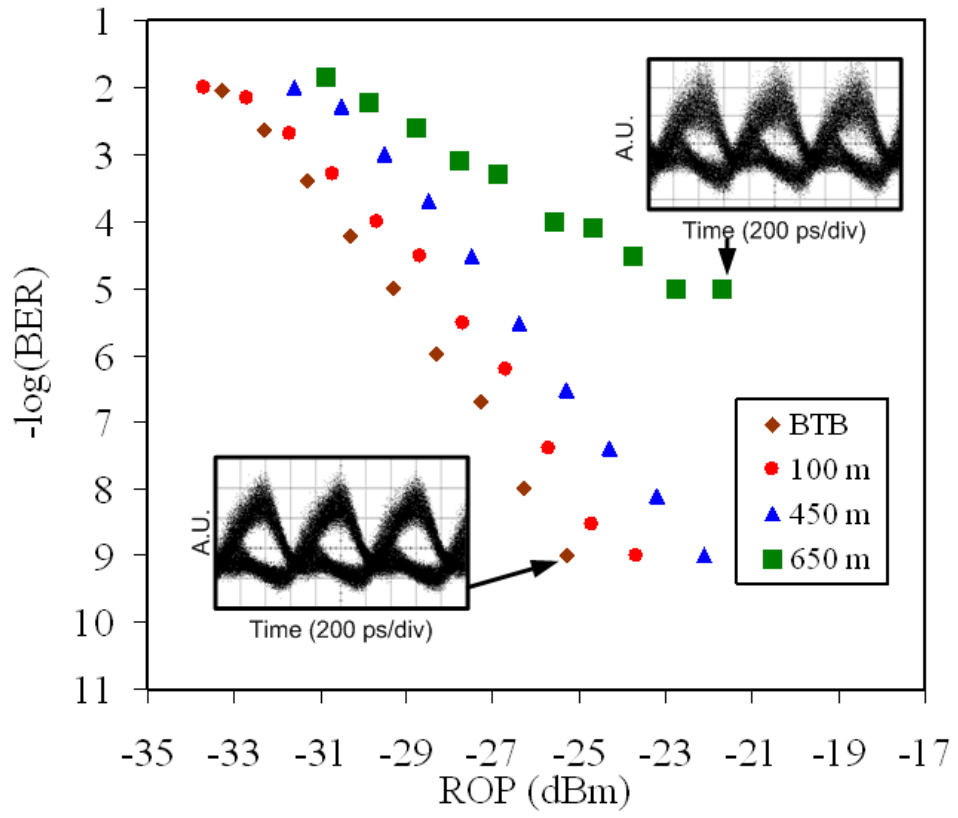 1
2
3
4
5
6
7
8
9
10
11
-log(BER)
A.U.
Time (200 ps/div)
BTB
100 m
450 m
650 m
A.U.
Time (200 ps/div)
-35 -33 -31 -29 -27 -25 -23 -21 -19 -17
ROP (dBm)